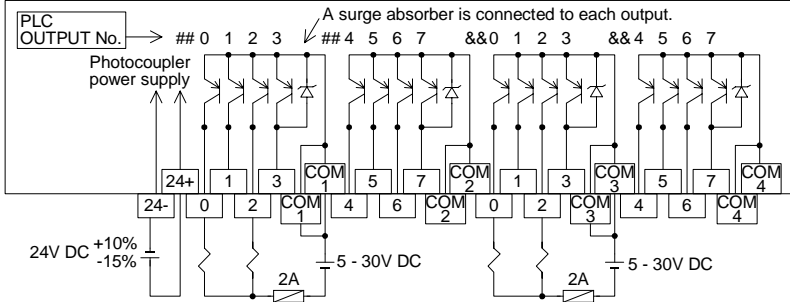 PLC
OUTPUT No.
A surge absorber is connected to each output.
##0 1 2 3 ##4 5 6 7 &&0 1 2 3 &&4 5 6 7
Photocoupler
power supply
24+ 1 3 COM 1 5 7 COM 2 1 3 COM 3 5 7 COM 4
24- 0 2 COM 1 4 6 COM 2 0 2 COM 3 4 6 COM 4
24V DC +10% -15%
5 - 30V DC
5 - 30V DC
2A
2A